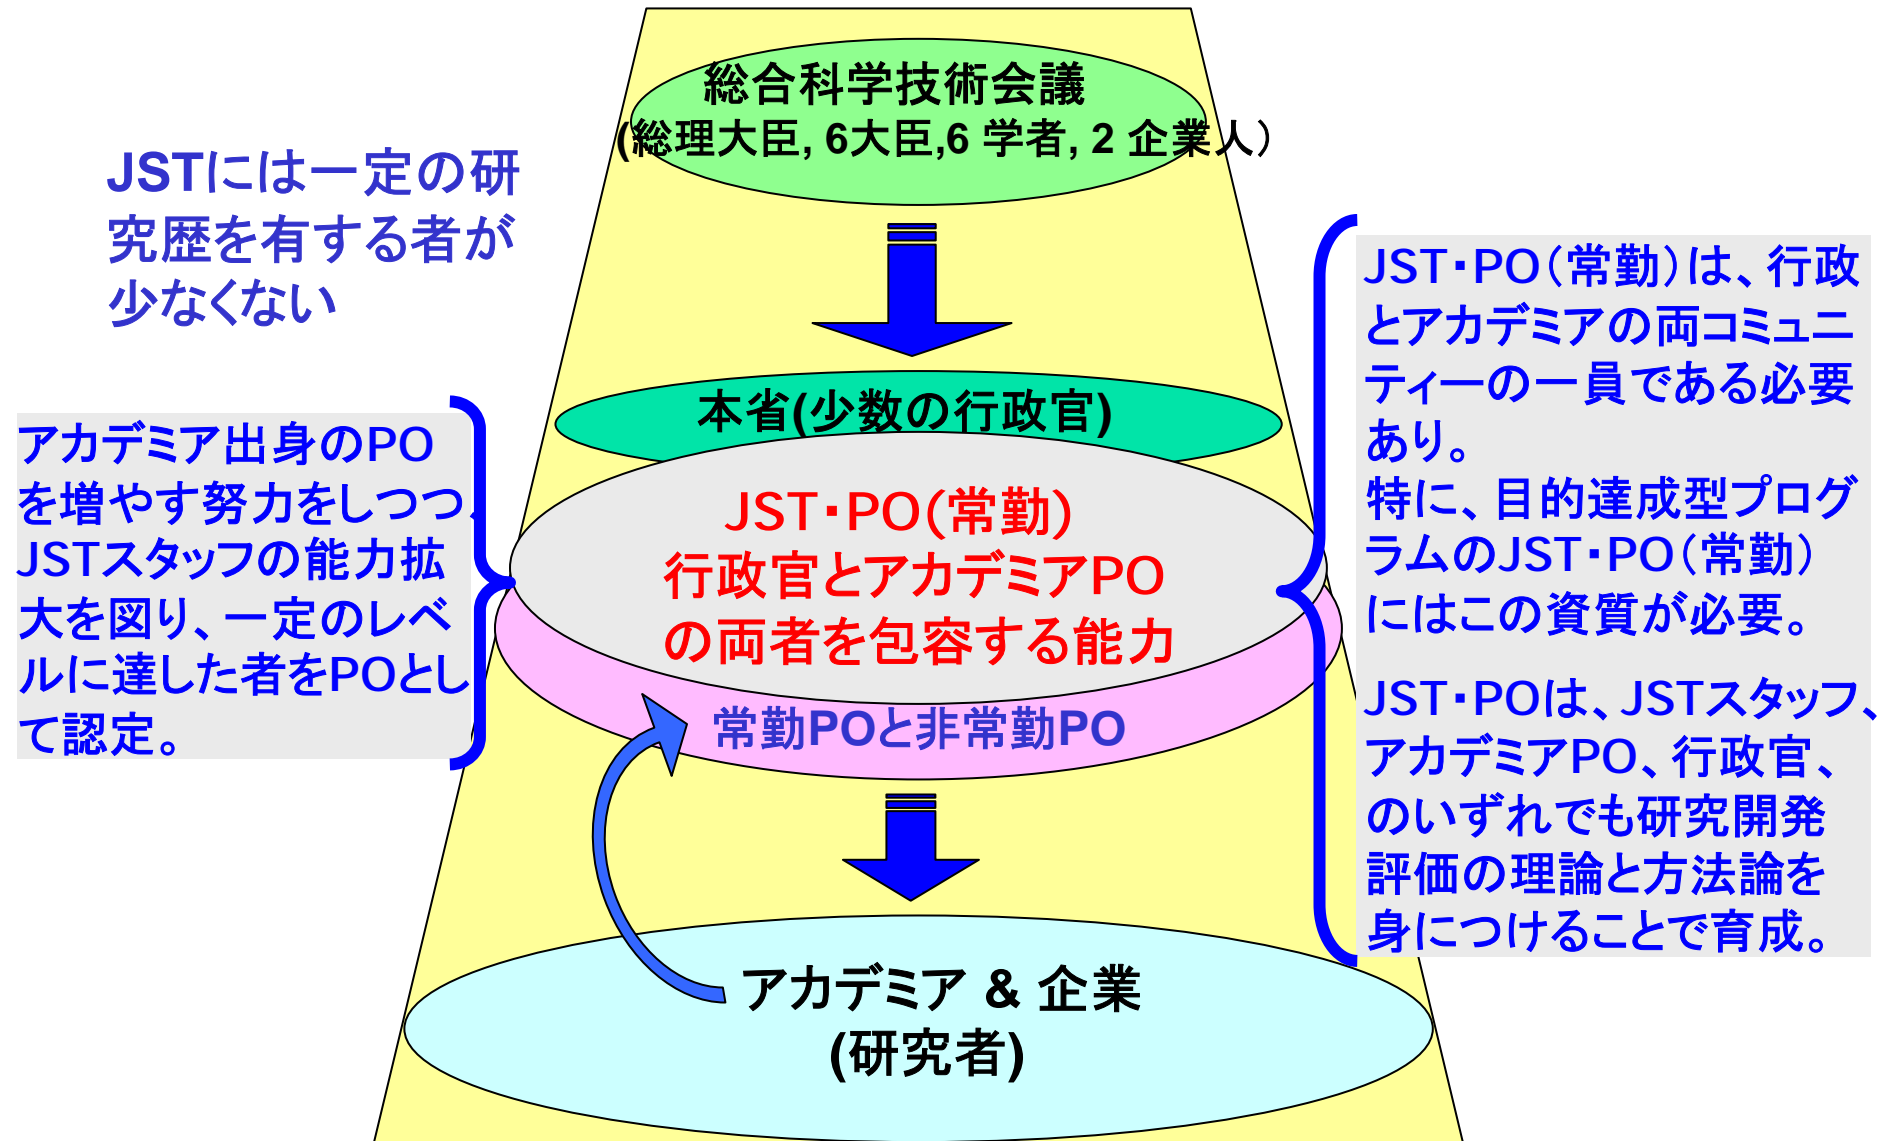 総合科学技術会議
(総理大臣, 6大臣,6 学者, 2 企業人)
JSTには一定の研
究歴を有する者が
少なくない
本省(少数の行政官)
アカデミア出身のPO
を増やす努力をしつつ、
JSTスタッフの能力拡
大を図り、一定のレベ
ルに達した者をPOとし
て認定。
JST・PO(常勤)
行政官とアカデミアPO
の両者を包容する能力
常勤POと非常勤PO
JST・PO(常勤)は、行政
とアカデミアの両コミュニ
ティーの一員である必要
あり。
特に、目的達成型プログ
ラムのJST・PO(常勤)
にはこの資質が必要。
JST・POは、JSTスタッフ、
アカデミアPO、行政官、
のいずれでも研究開発
評価の理論と方法論を
身につけることで育成。
アカデミア & 企業
(研究者)